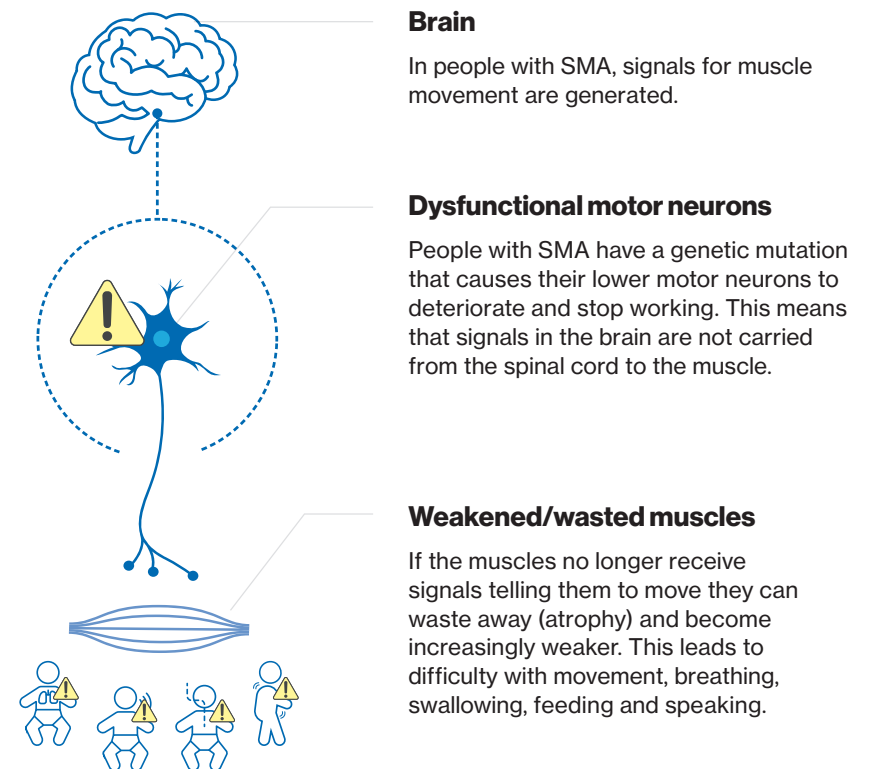 Brain
In people with SMA, signals for muscle
movement are generated.
Dysfunctional motor neurons
People with SMA have a genetic mutation
that causes their lower motor neurons to
deteriorate and stop working. This means
that signals in the brain are not carried
from the spinal cord to the muscle.
Weakened/wasted muscles
If the muscles no longer receive
signals telling them to move they can
waste away (atrophy) and become
increasingly weaker. This leads to
difficulty with movement, breathing,
swallowing, feeding and speaking.